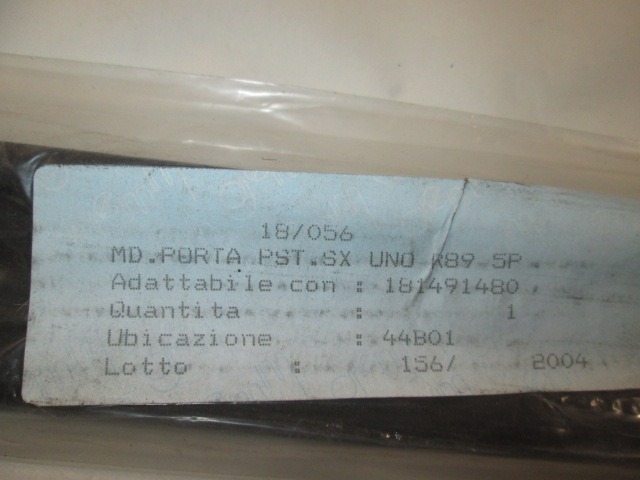 18/056
MD.PORTA PST.SX UNO R89 5P
Adattabile con : 181491480
Quantita : 1
Ubicazione : 44B01
Lotto : 156/ 2004